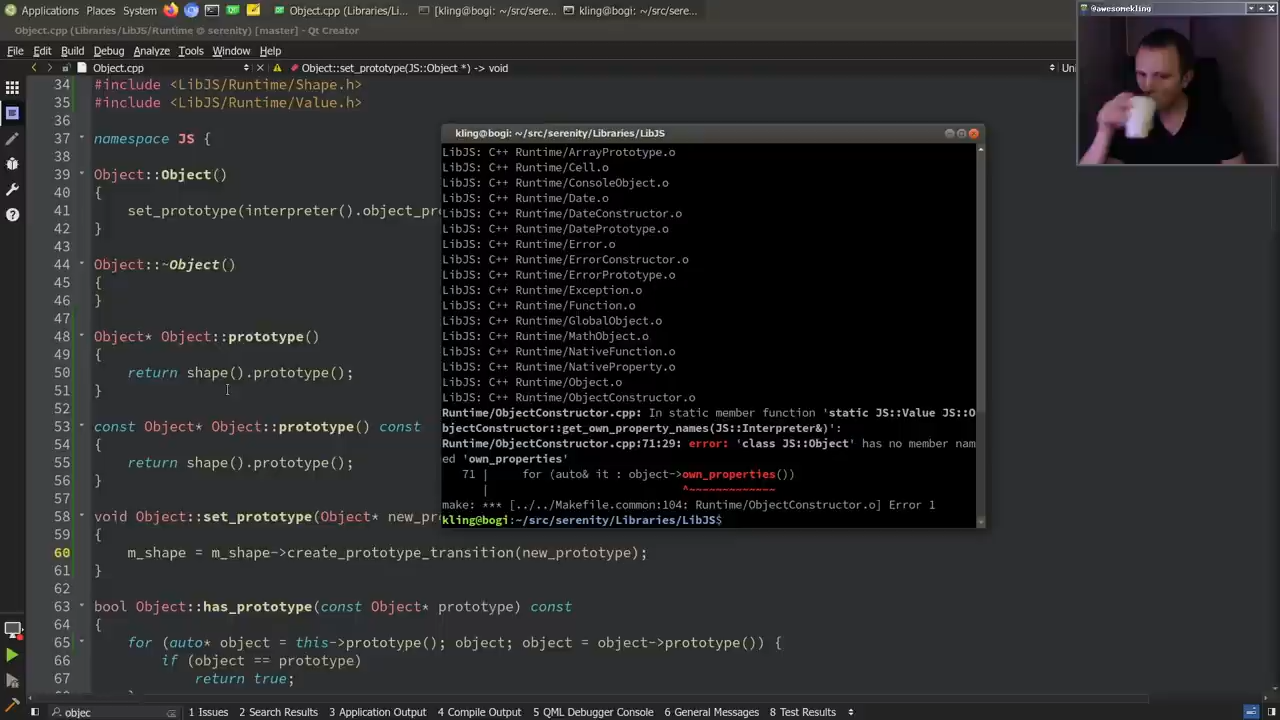 Applications Places System Object.cpp (Libraries/Li... [kling@bogi: ~/src/sere... kling@bogi: ~/src/sere...
@awesomekling
Object.cpp (Libraries/LibJS/Runtime @ serenity) [master] - Qt Creator
File Edit Build Debug Analyze Tools Window Help
Object.cpp Object::set_prototype(JS::Object *) -> void
34 #include <LibJS/Runtime/Shape.h>
35 #include <LibJS/Runtime/Value.h>
36
37 namespace JS {
38
39 Object::Object()
40 {
41 set_prototype(interpreter().object_pr
42 }
43
44 Object::~Object()
45 {
46 }
47
48 Object* Object::prototype()
49 {
50 return shape().prototype();
51 }
52
53 const Object* Object::prototype() const
54 {
55 return shape().prototype();
56 }
57
58 void Object::set_prototype(Object* new_pr
59 {
60 m_shape = m_shape->create_prototype_transition(new_prototype);
61 }
62
63 bool Object::has_prototype(const Object* prototype) const
64 {
65 for (auto* object = this->prototype(); object; object = object->prototype()) {
66 if (object == prototype)
67 return true;
kling@bogi: ~/src/serenity/Libraries/LibJS
LibJS: C++ Runtime/ArrayPrototype.o
LibJS: C++ Runtime/Cell.o
LibJS: C++ Runtime/ConsoleObject.o
LibJS: C++ Runtime/Date.o
LibJS: C++ Runtime/DateConstructor.o
LibJS: C++ Runtime/DatePrototype.o
LibJS: C++ Runtime/Error.o
LibJS: C++ Runtime/ErrorConstructor.o
LibJS: C++ Runtime/ErrorPrototype.o
LibJS: C++ Runtime/Exception.o
LibJS: C++ Runtime/Function.o
LibJS: C++ Runtime/GlobalObject.o
LibJS: C++ Runtime/MathObject.o
LibJS: C++ Runtime/NativeFunction.o
LibJS: C++ Runtime/NativeProperty.o
LibJS: C++ Runtime/Object.o
LibJS: C++ Runtime/ObjectConstructor.o
Runtime/ObjectConstructor.cpp: In static member function 'static JS::Value JS::O
bjectConstructor::get_own_property_names(JS::Interpreter&)':
Runtime/ObjectConstructor.cpp:71:29: error: 'class JS::Object' has no member nam
ed 'own_properties'
71 | for (auto& it : object->own_properties())
| ^~~~~~~~~~~~~~
make: *** [../../Makefile.common:104: Runtime/ObjectConstructor.o] Error 1
kling@bogi:~/src/serenity/Libraries/LibJS$
objec 1 Issues 2 Search Results 3 Application Output 4 Compile Output 5 QML Debugger Console 6 General Messages 8 Test Results